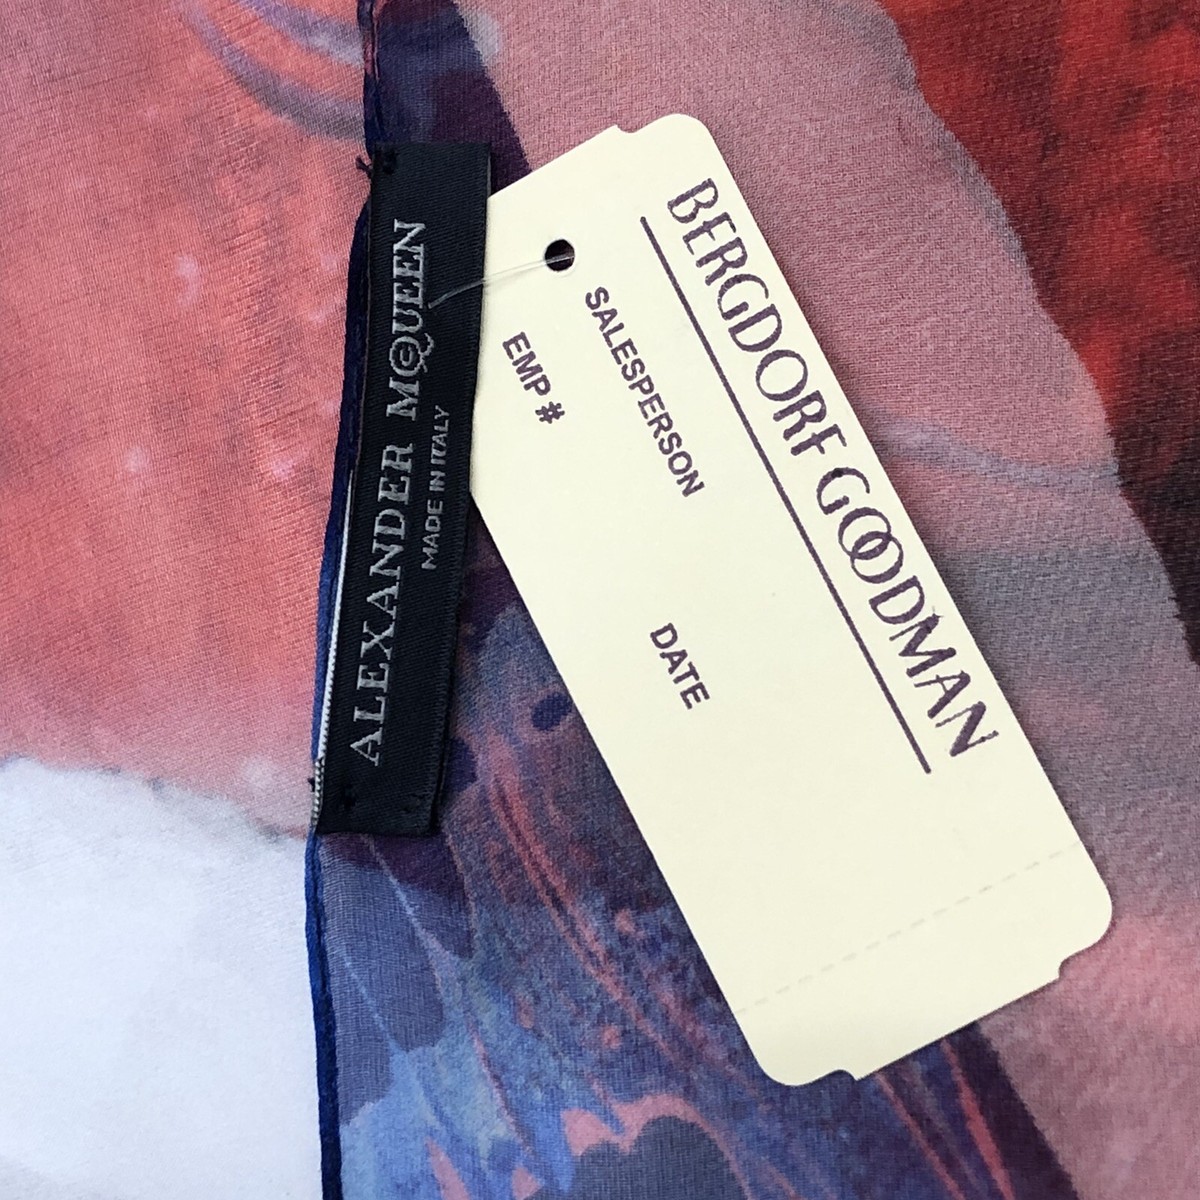 ALEXANDER MCQUEEN
MADE IN ITALY
BERGDORF GOODMAN
SALESPERSON
EMP #
DATE